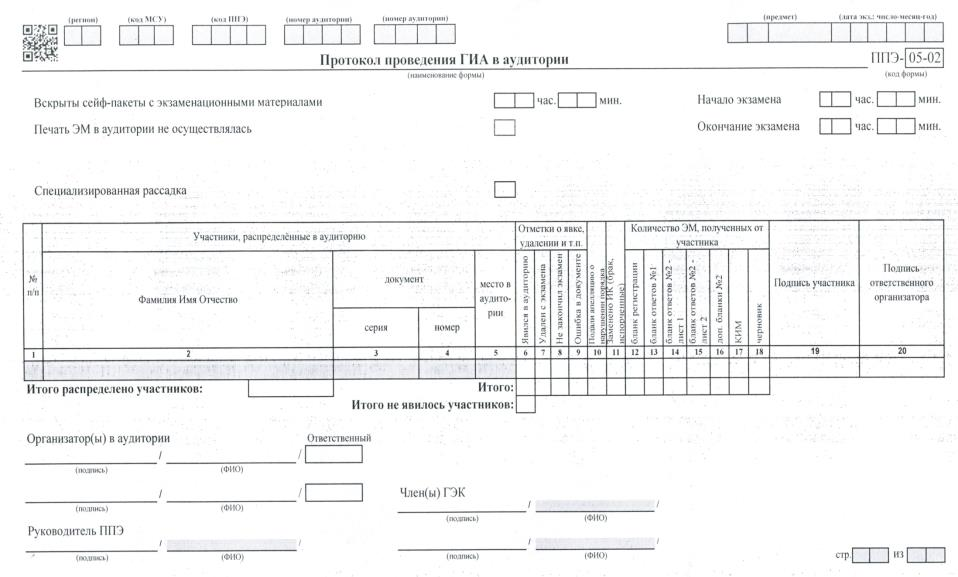 (регион) (код МСУ) (код ППЭ) (номер аудитории) (номер аудитории) (предмет) (дата экз.: число-месяц-год)
Протокол проведения ГИА в аудитории ППЭ- 05-02
(наименование формы) (код формы)
Вскрыты сейф-пакеты с экзаменационными материалами час. мин. Начало экзамена час. мин.
Печать ЭМ в аудитории не осуществлялась Окончание экзамена час. мин.
Специализированная рассадка
№ п/п
Участники, распределённые в аудиторию
Фамилия Имя Отчество
документ
серия
номер
место в аудито-рии
Отметки о явке, удалении и т.п.
Явился в аудиторию
Удален с экзамена
Не закончил экзамен
Ошибка в документе
Подали апелляцию о нарушении порядка
Заменено ИК (брак, испорченные)
Количество ЭМ, полученных от участника
бланк регистрации
бланк ответов №1
бланк ответов №2 - лист 1
бланк ответов №2 - лист 2
доп. бланки №2
КИМ
черновик
Подпись участника
Подпись ответственного организатора
1 2 3 4 5 6 7 8 9 10 11 12 13 14 15 16 17 18 19 20
Итого распределено участников: Итого:
Итого не явилось участников:
Организатор(ы) в аудитории Ответственный
/ /
(подпись) (ФИО)
/ /
(подпись) (ФИО)
Член(ы) ГЭК
/ /
(подпись) (ФИО)
Руководитель ППЭ
/ /
(подпись) (ФИО)
/ /
(подпись) (ФИО)
стр. из